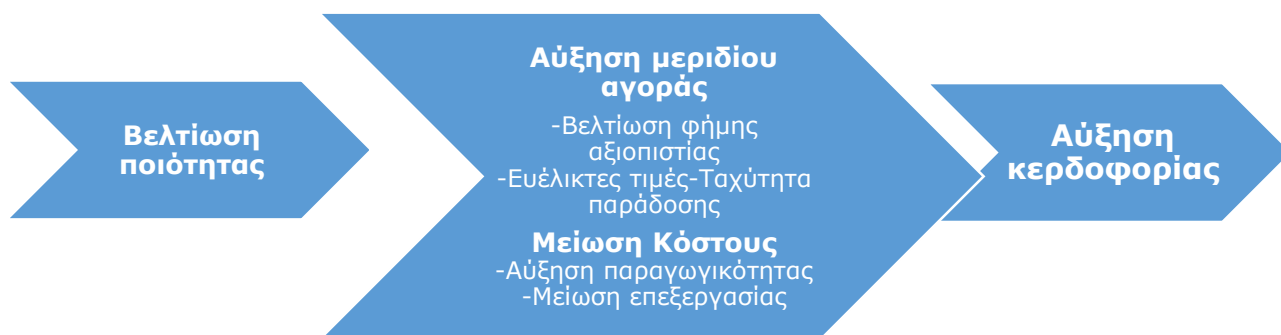 Βελτίωση
ποιότητας
Αύξηση μεριδίου
αγοράς
-Βελτίωση φήμης
αξιοπιστίας
-Ευέλικτες τιμές-Ταχύτητα
παράδοσης
Μείωση Κόστους
-Αύξηση παραγωγικότητας
-Μείωση επεξεργασίας
Αύξηση
κερδοφορίας